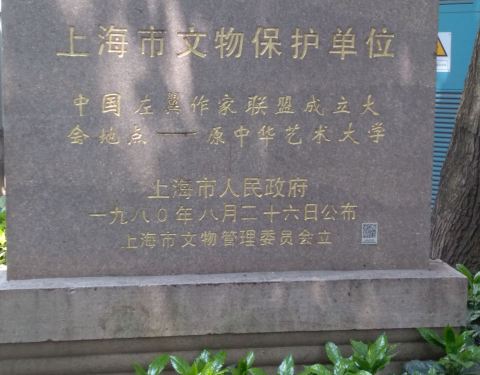 上海市文物保护单位
中国左翼作家联盟成立大
会地点——原中华艺术大学
上海市人民政府
一九八〇年八月二十六日公布
上海市文物管理委员会立